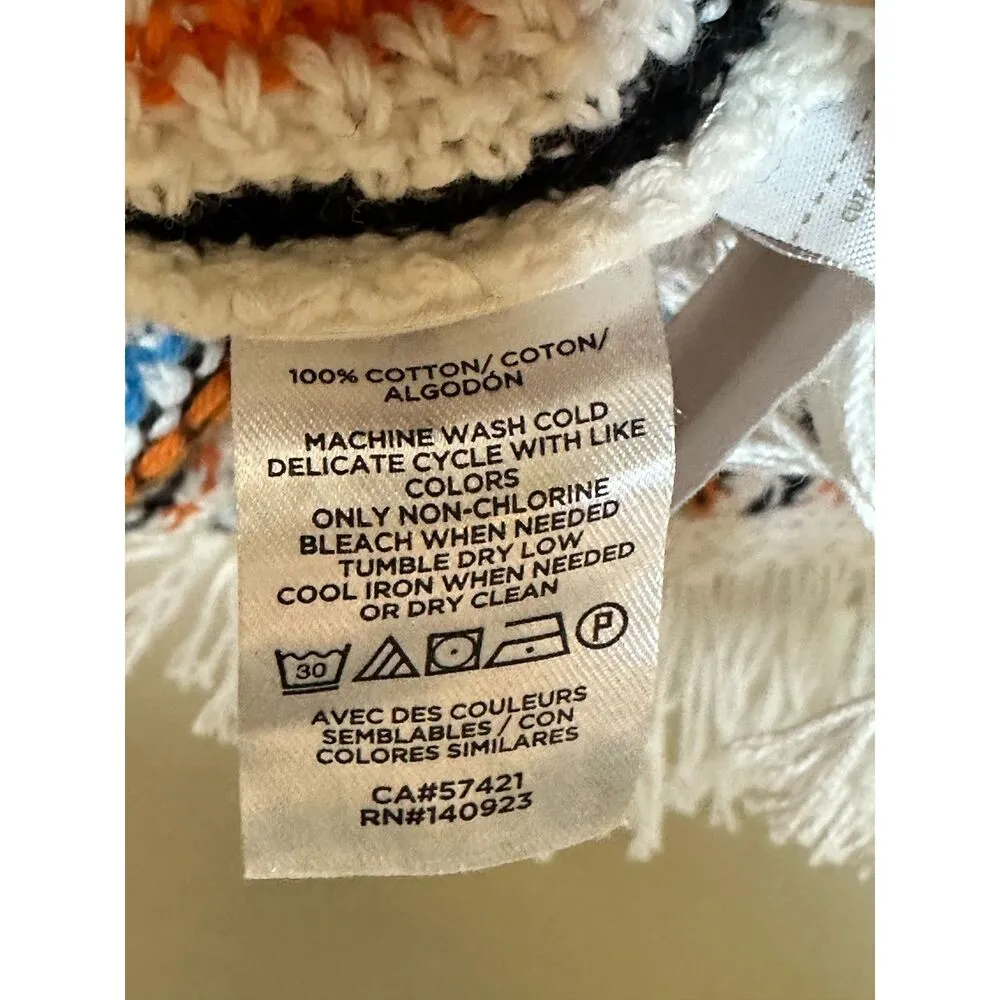 100% COTTON/ COTON/
ALGODÓN
MACHINE WASH COLD
DELICATE CYCLE WITH LIKE
COLORS
ONLY NON-CHLORINE
BLEACH WHEN NEEDED
TUMBLE DRY LOW
COOL IRON WHEN NEEDED
OR DRY CLEAN
30
P
AVEC DES COULEURS
SEMBLABLES / CON
COLORES SIMILARES
CA#57421
RN#140923